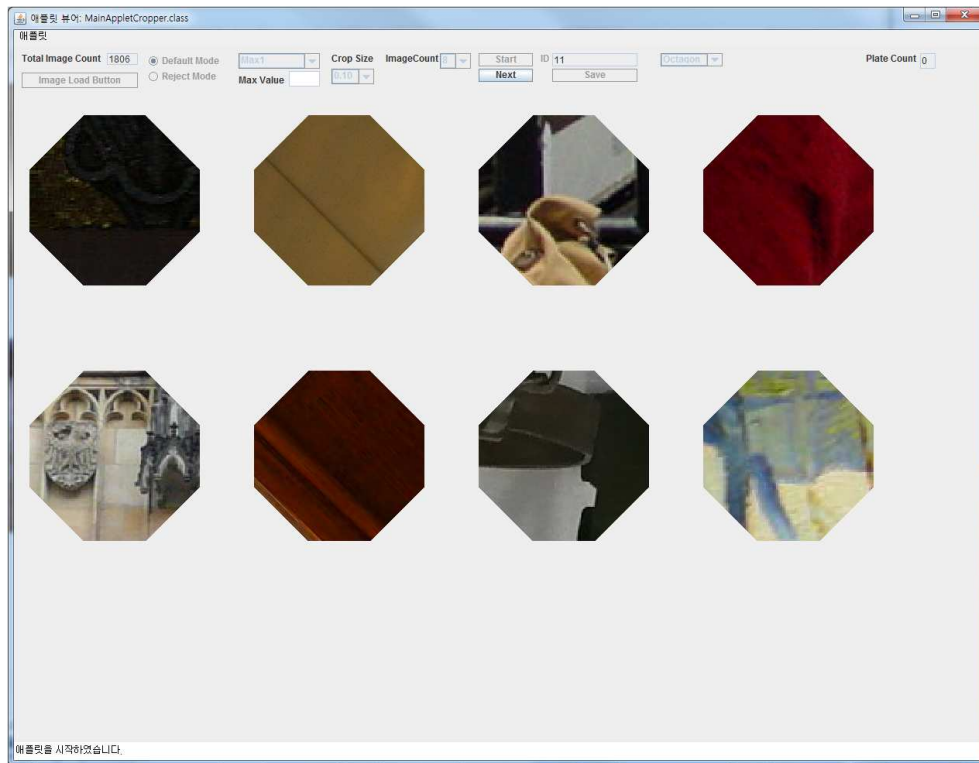 애플릿 뷰어: MainAppletCropper.class
애플릿
Total Image Count 1806 Default Mode Max1 Crop Size ImageCount 8 Start ID 11 Octagon Plate Count 0
Image Load Button Reject Mode Max Value 0.10 Next Save
애플릿을 시작하였습니다.